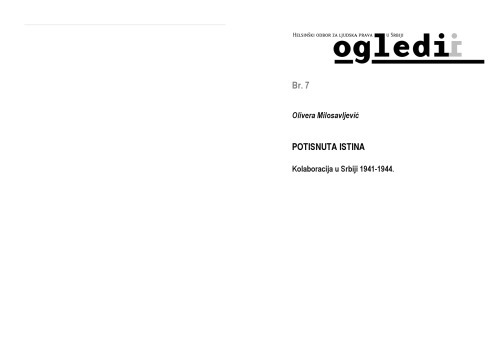 HELSINŠKI ODBOR ZA LJUDSKA PRAVA U SRBIJI
ogledi
Br. 7
Olivera Milosavljević
POTISNUTA ISTINA
Kolaboracija u Srbiji 1941-1944.